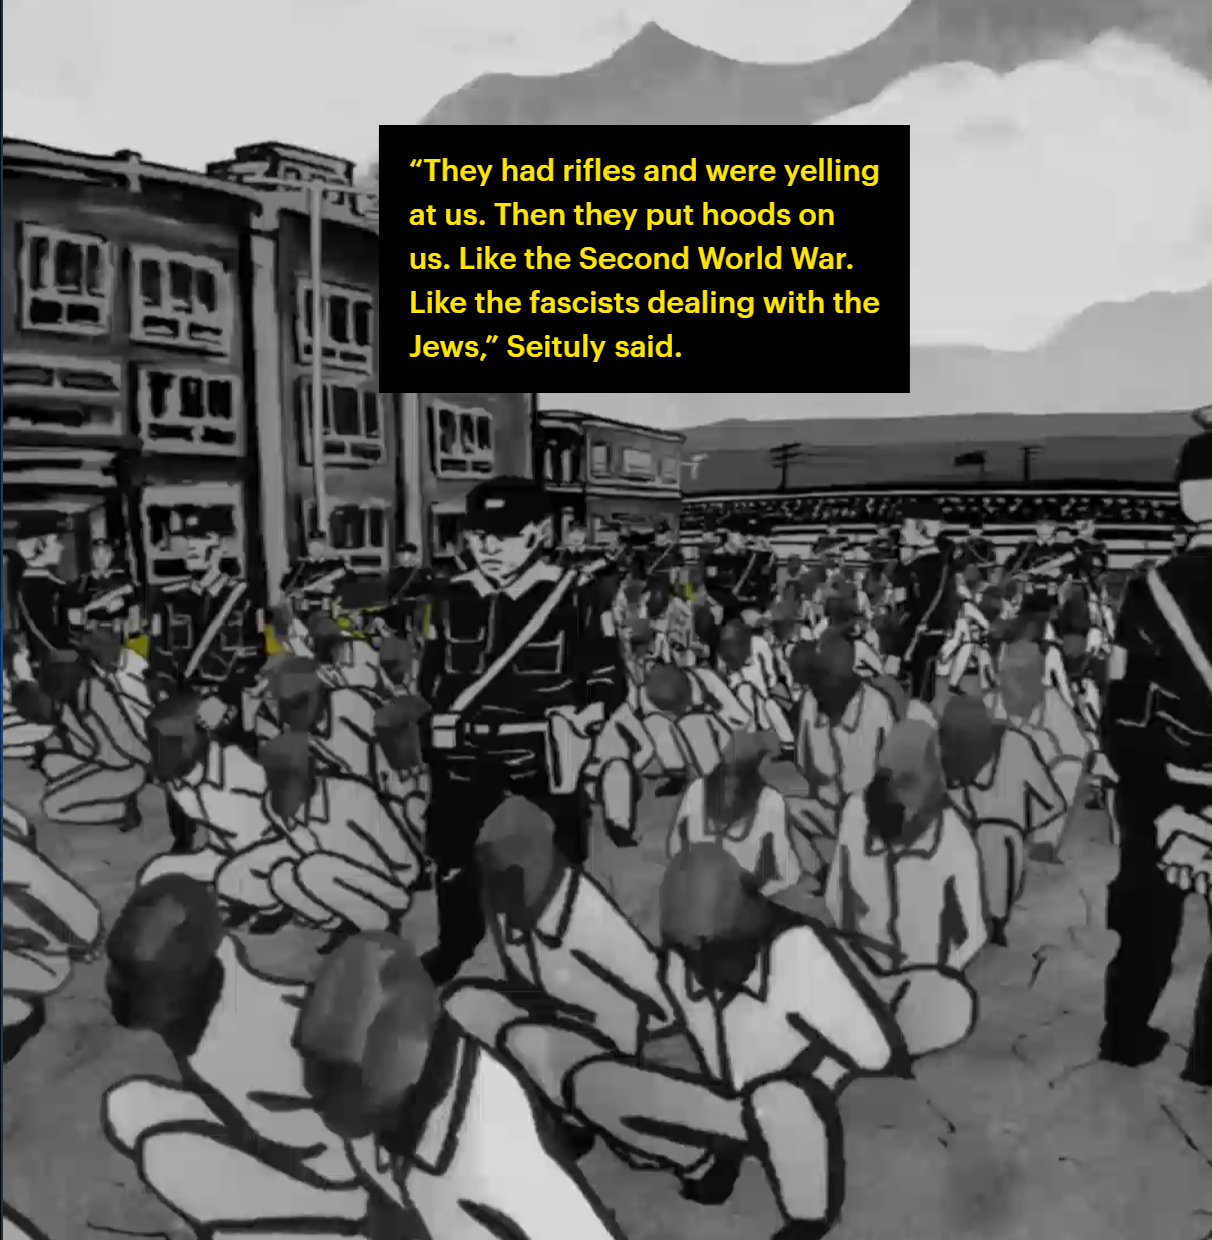 “They had rifles and were yelling
at us. Then they put hoods on
us. Like the Second World War.
Like the fascists dealing with the
Jews,” Seituly said.